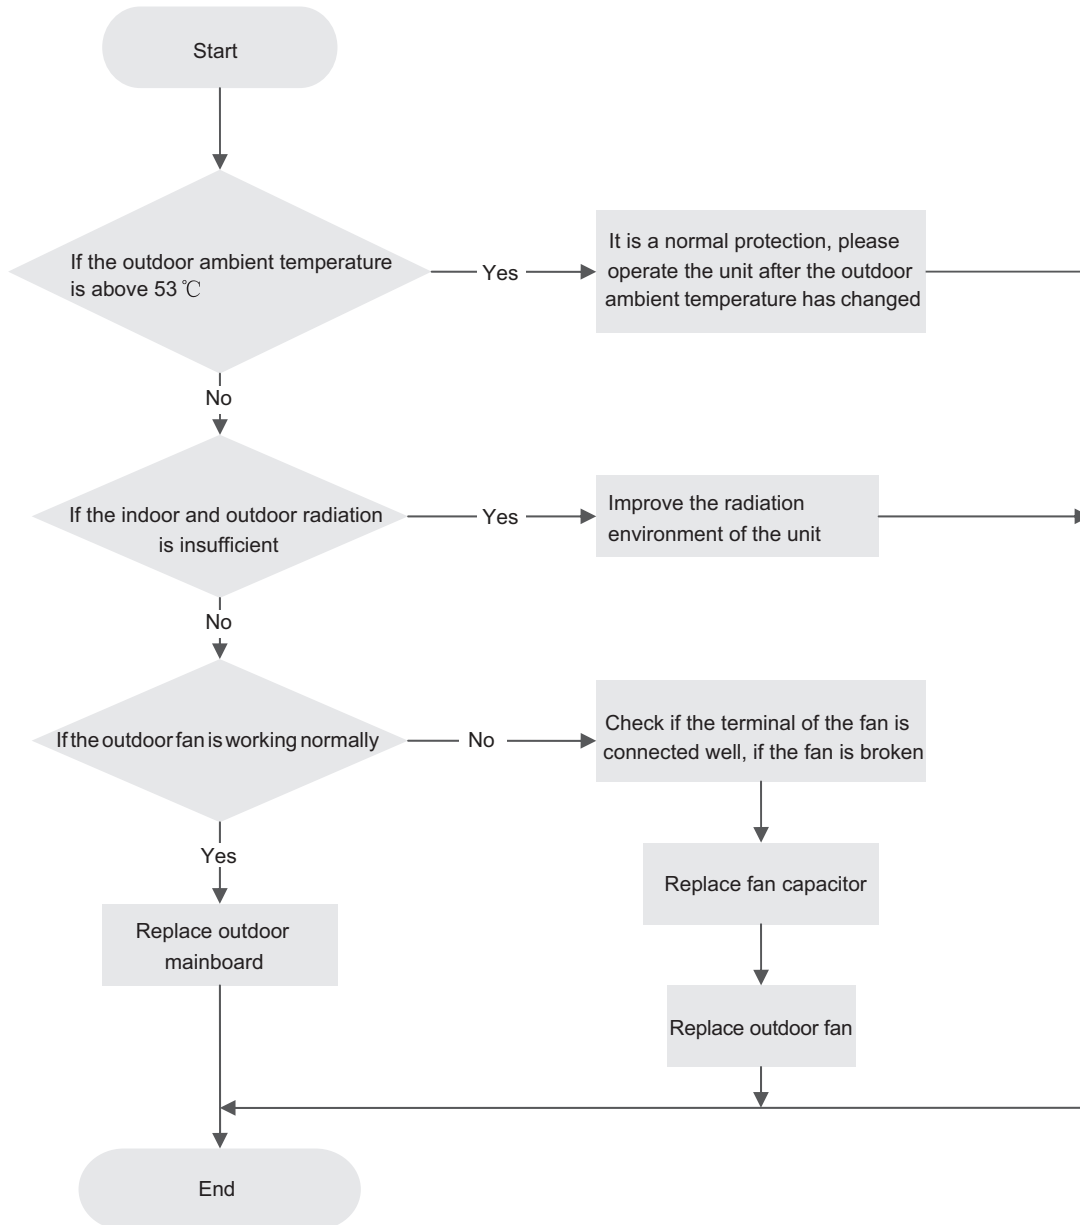 Start
If the outdoor ambient temperature
is above 53 ℃
Yes
It is a normal protection, please
operate the unit after the outdoor
ambient temperature has changed
No
If the indoor and outdoor radiation
is insufficient
Yes
Improve the radiation
environment of the unit
No
If the outdoor fan is working normally
No
Check if the terminal of the fan is
connected well, if the fan is broken
Yes
Replace fan capacitor
Replace outdoor
mainboard
Replace outdoor fan
End